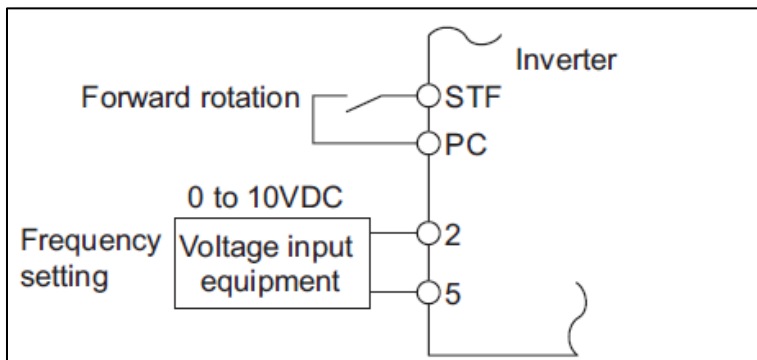 Inverter
Forward rotation
STF
PC
0 to 10VDC
Frequency
setting
Voltage input
equipment
2
5